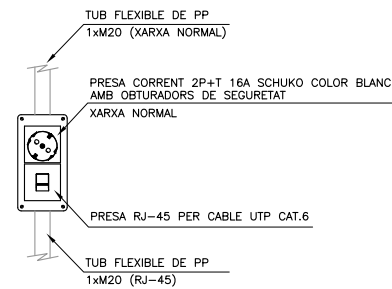 TUB FLEXIBLE DE PP
1xM20 (XARXA NORMAL)
PRESA CORRENT 2P+T 16A SCHUKO COLOR BLANC
AMB OBTURADORS DE SEGURETAT
XARXA NORMAL
PRESA RJ-45 PER CABLE UTP CAT.6
TUB FLEXIBLE DE PP
1xM20 (RJ-45)